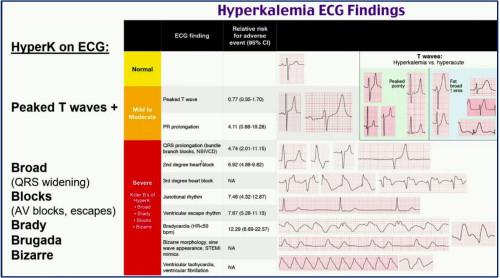 Hyperkalemia ECG Findings
HyperK on ECG:
Peaked T waves +
Broad
(QRS widening)
Blocks
(AV blocks, escapes)
Brady
Brugada
Bizarre
ECG finding
Relative risk
for adverse
event (95% CI)
Normal
Mild to
Moderate
Peaked T wave
0.77 (0.35-1.70)
PR prolongation
4.11 (0.88-19.28)
Severe
Killer B's of
HyperK
• Broad
• Brady
• Blocks
• Bizarre
QRS prolongation (bundle
branch blocks, NSIVCD)
4.74 (2.01-11.15)
2nd degree heart block
6.92 (4.88-9.82)
3rd degree heart block
NA
Junctional rhythm
7.46 (4.32-12.87)
Ventricular escape rhythm
7.67 (5.28-11.13)
Bradycardia (HR<50
bpm)
12.29 (6.69-22.57)
Bizarre morphology, sine
wave appearance, STEMI
mimics
NA
Ventricular tachycardia,
ventricular fibrillation
NA
T waves:
Hyperkalemia vs. hyperacute
Peaked
pointy
Fat
broad
↑ area